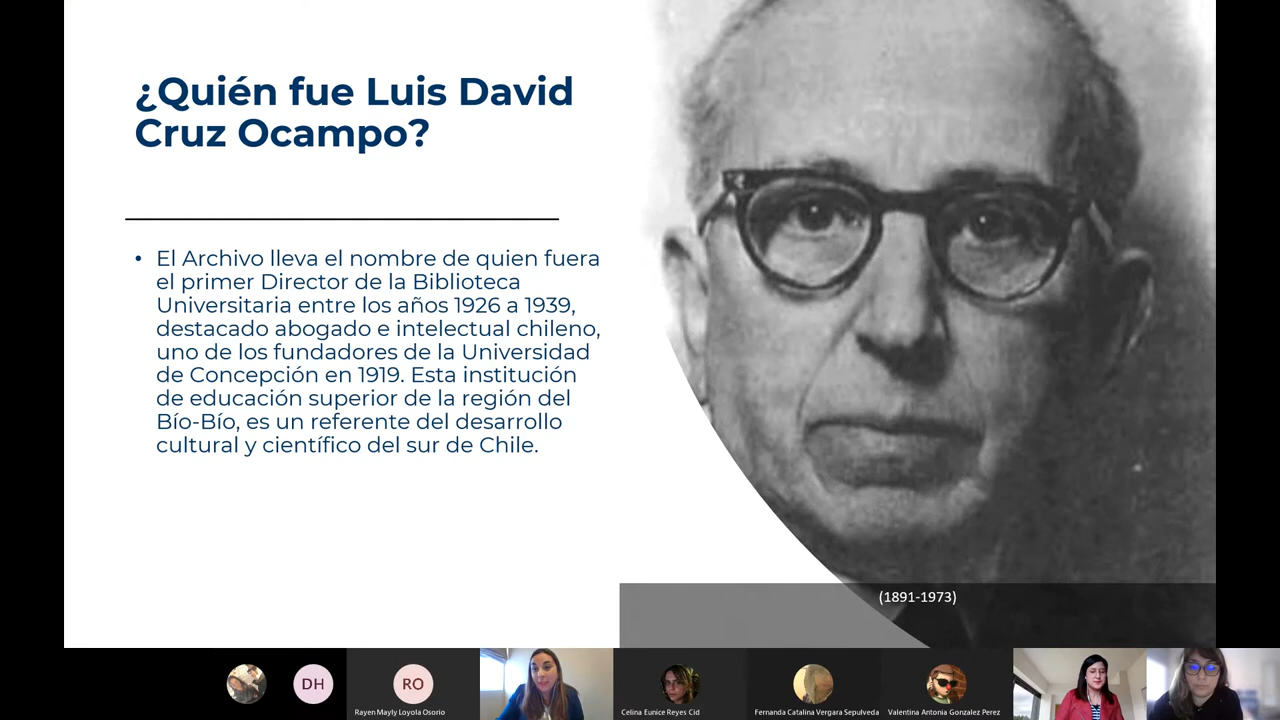 ¿Quién fue Luis David
Cruz Ocampo?
• El Archivo lleva el nombre de quien fuera
el primer Director de la Biblioteca
Universitaria entre los años 1926 a 1939,
destacado abogado e intelectual chileno,
uno de los fundadores de la Universidad
de Concepción en 1919. Esta institución
de educación superior de la región del
Bío-Bío, es un referente del desarrollo
cultural y científico del sur de Chile.
(1891-1973)
DH
RO
Rayen Mayly Loyola Osorio
Celina Eunice Reyes Cid
Fernanda Catalina Vergara Sepulveda
Valentina Antonia Gonzalez Perez